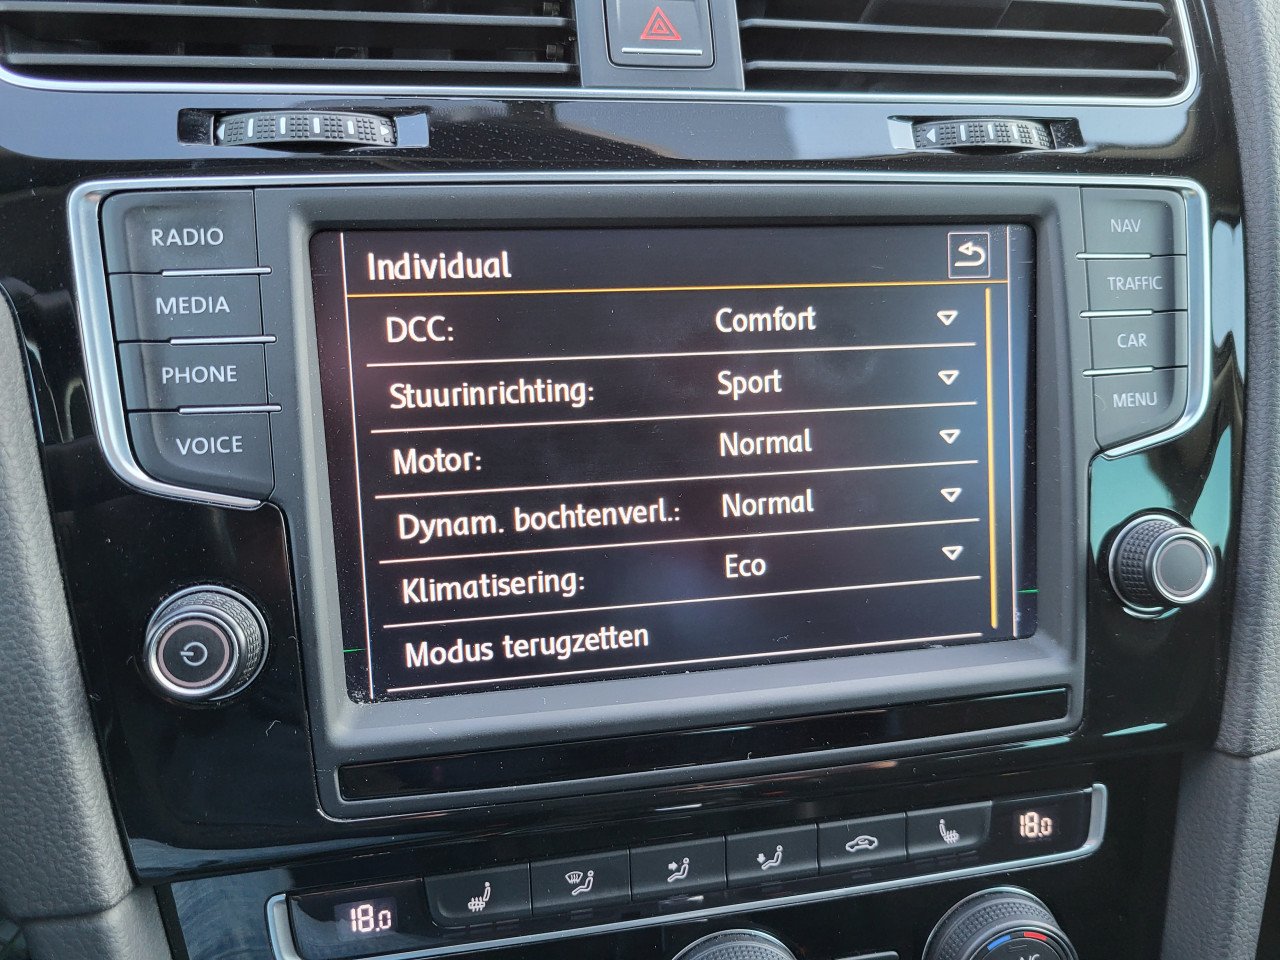 RADIO
MEDIA
PHONE
VOICE
Individual
DCC: Comfort
Stuurinrichting: Sport
Motor: Normal
Dynam. bochtenverl.: Normal
Klimatisering: Eco
Modus terugzetten
NAV
TRAFFIC
CAR
MENU
18.0
18.0
A/C